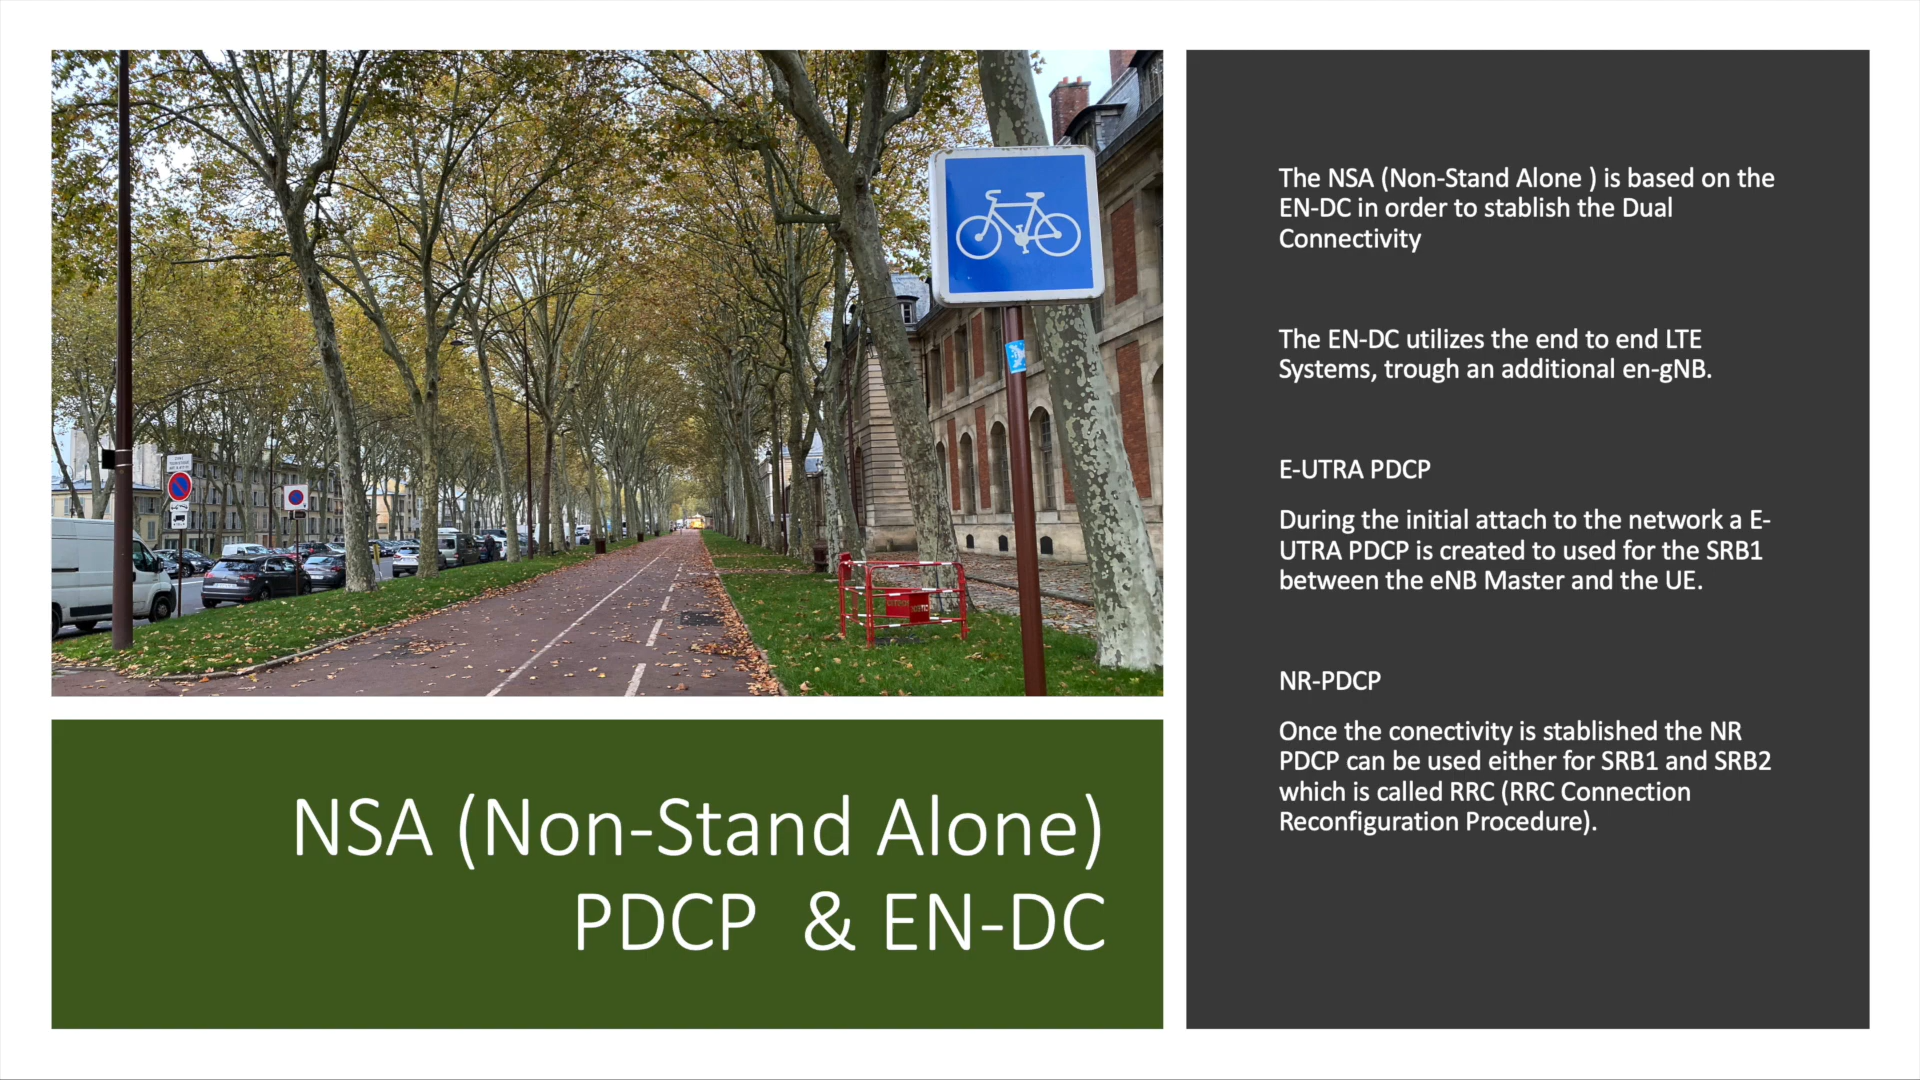 NSA (Non-Stand Alone)
PDCP & EN-DC
The NSA (Non-Stand Alone ) is based on the
EN-DC in order to stablish the Dual
Connectivity
The EN-DC utilizes the end to end LTE
Systems, trough an additional en-gNB.
E-UTRA PDCP
During the initial attach to the network a E-
UTRA PDCP is created to used for the SRB1
between the eNB Master and the UE.
NR-PDCP
Once the conectivity is stablished the NR
PDCP can be used either for SRB1 and SRB2
which is called RRC (RRC Connection
Reconfiguration Procedure).